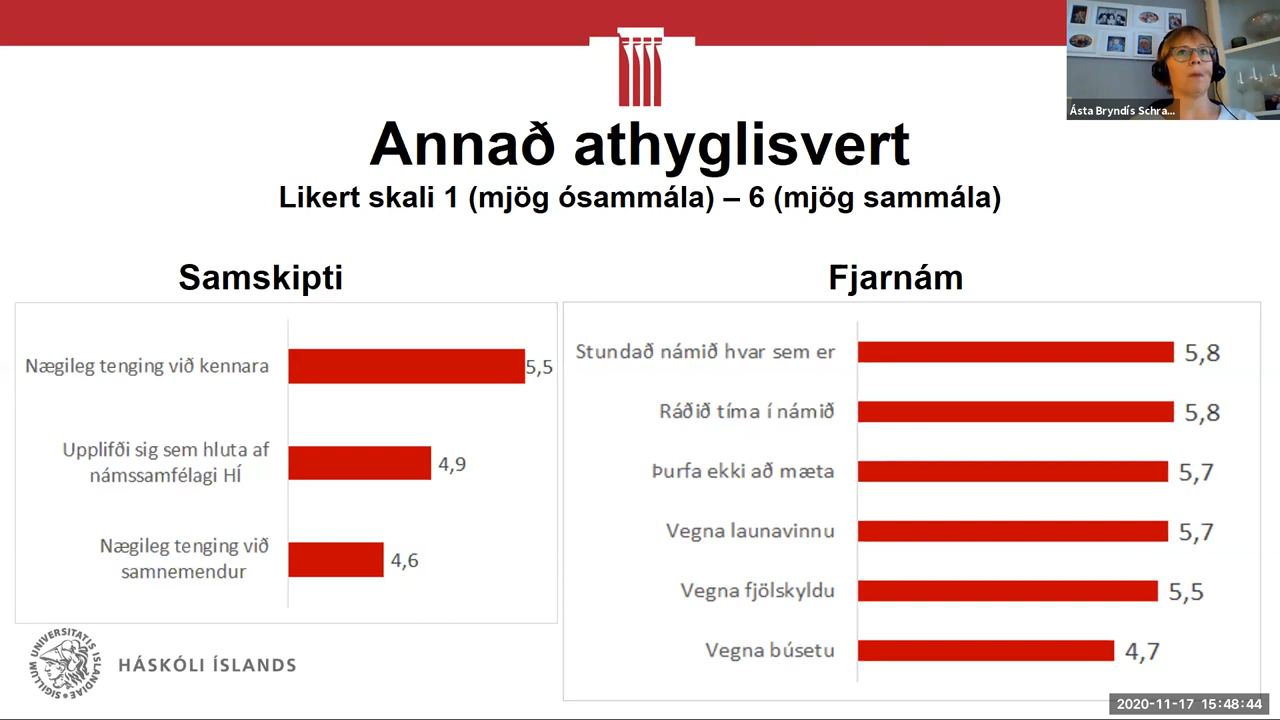 Ásta Bryndís Schra...
Annað athyglisvert
Likert skali 1 (mjög ósammála) – 6 (mjög sammála)
Samskipti
Nægileg tenging við kennara
5,5
Upplifði sig sem hluta af
námssamfélagi HÍ
4,9
Nægileg tenging við
samnemendur
4,6
Fjarnám
Stundað námið hvar sem er
5,8
Ráðið tíma í námið
5,8
Þurfa ekki að mæta
5,7
Vegna launavinnu
5,7
Vegna fjölskyldu
5,5
Vegna búsetu
4,7
SIGILLUM UNIVERSITATIS ISLANDIAE
HÁSKÓLI ÍSLANDS
2020-11-17 15:48:44